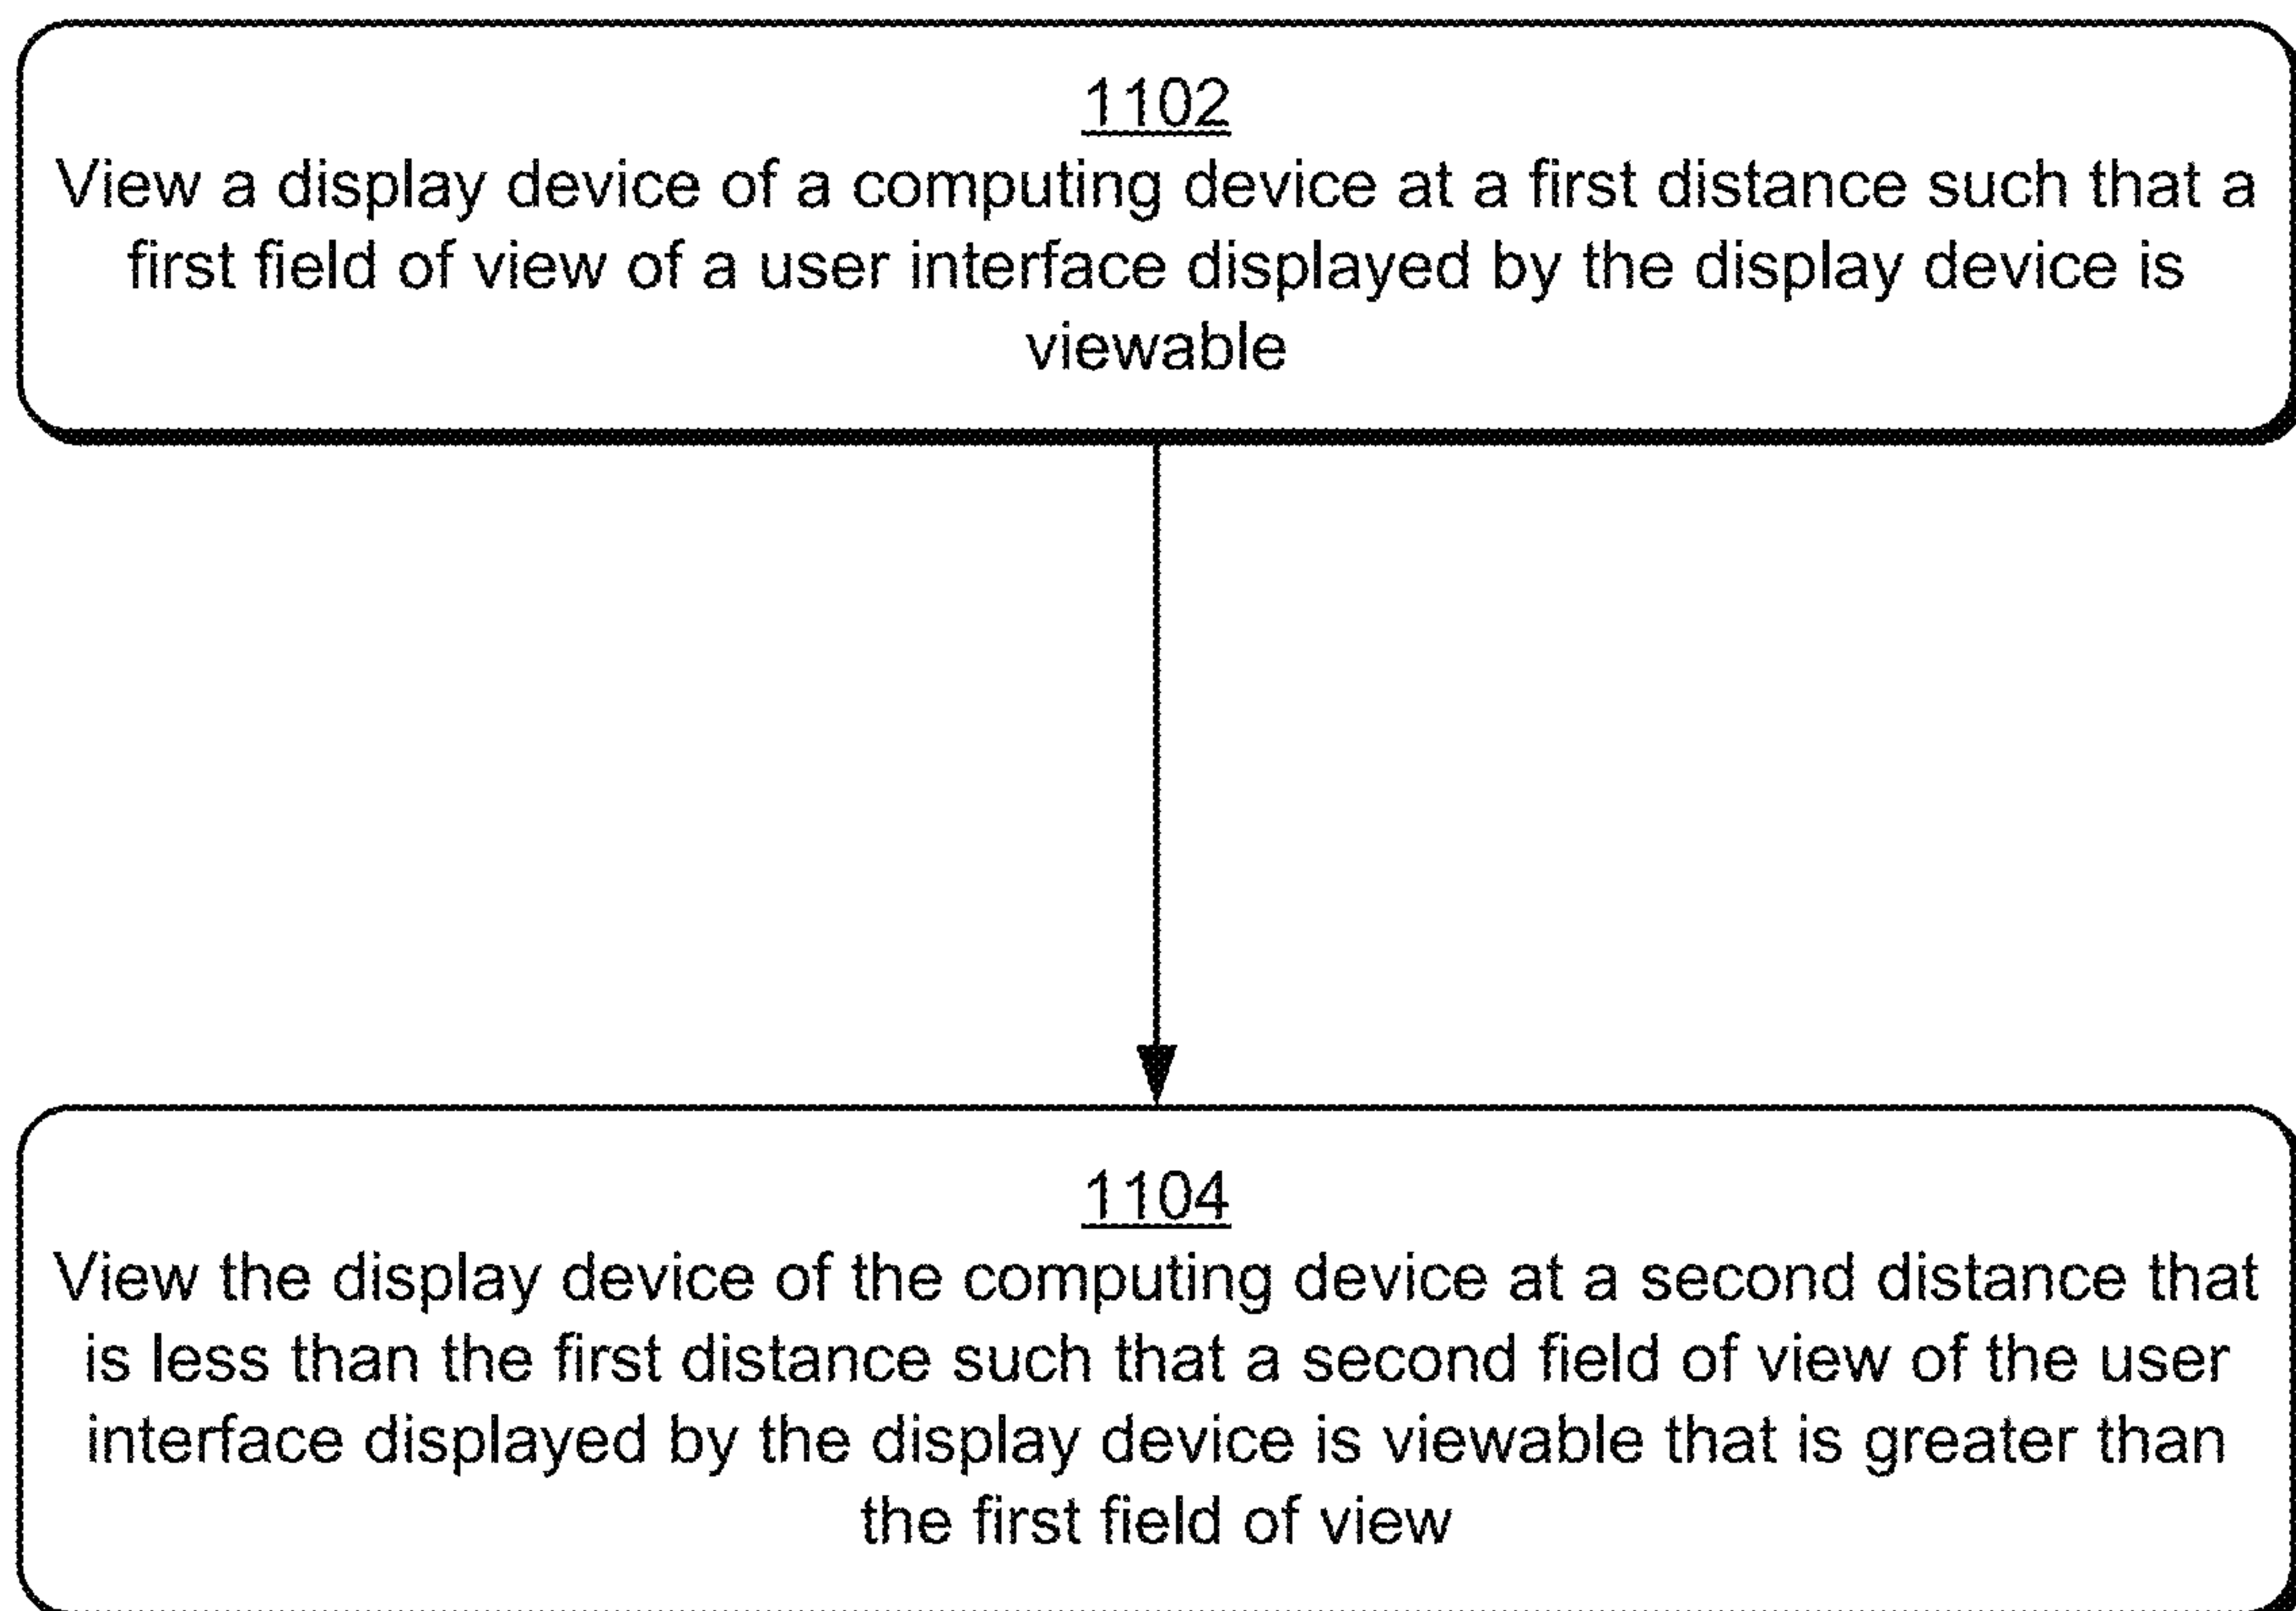 1102
View a display device of a computing device at a first distance such that a
first field of view of a user interface displayed by the display device is
viewable
1104
View the display device of the computing device at a second distance that
is less than the first distance such that a second field of view of the user
interface displayed by the display device is viewable that is greater than
the first field of view